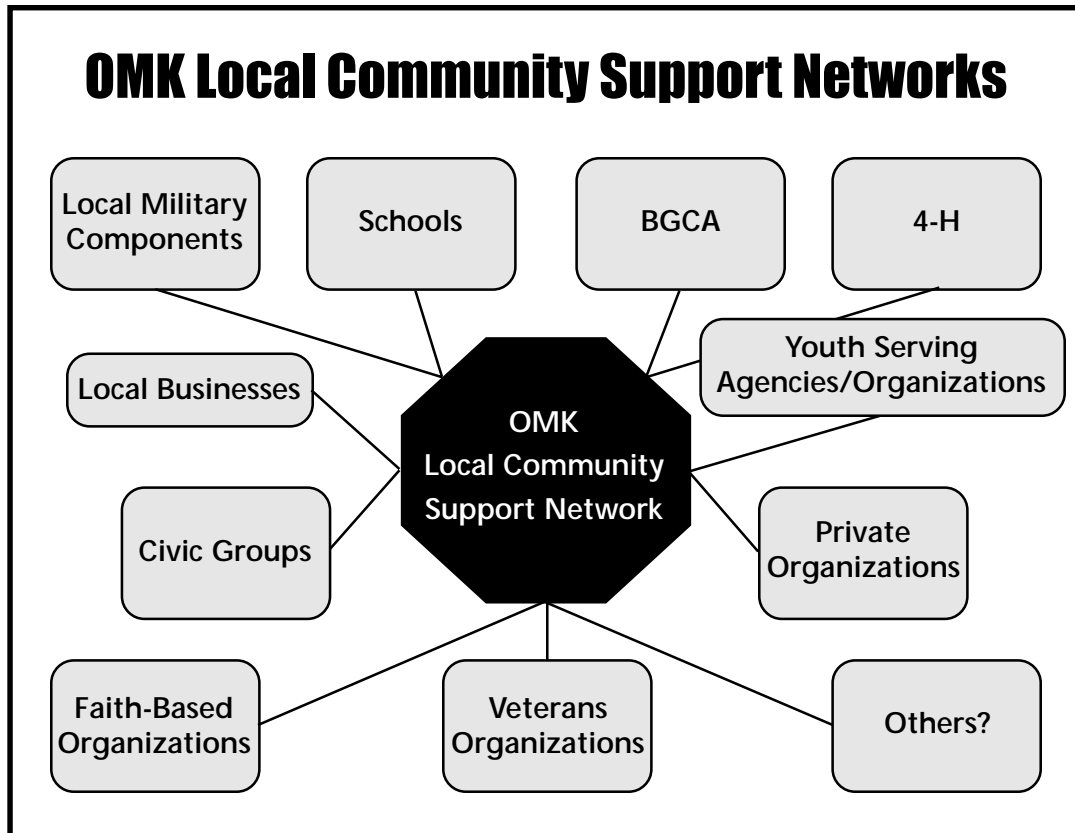 OMK Local Community Support Networks
Local Military
Components
Schools
BGCA
4-H
Local Businesses
Youth Serving
Agencies/Organizations
OMK
Local Community
Support Network
Civic Groups
Private
Organizations
Faith-Based
Organizations
Veterans
Organizations
Others?